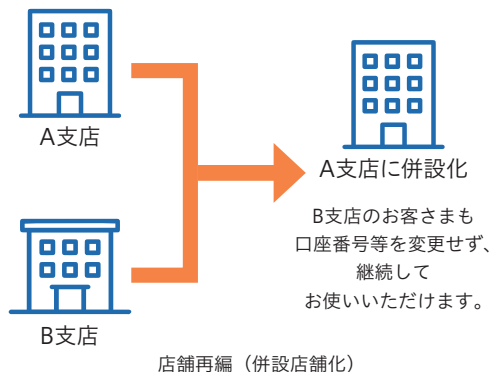 A支店
B支店
A支店に併設化
B支店のお客さまも
口座番号等を変更せず、
継続して
お使いいただけます。
店舗再編（併設店舗化）